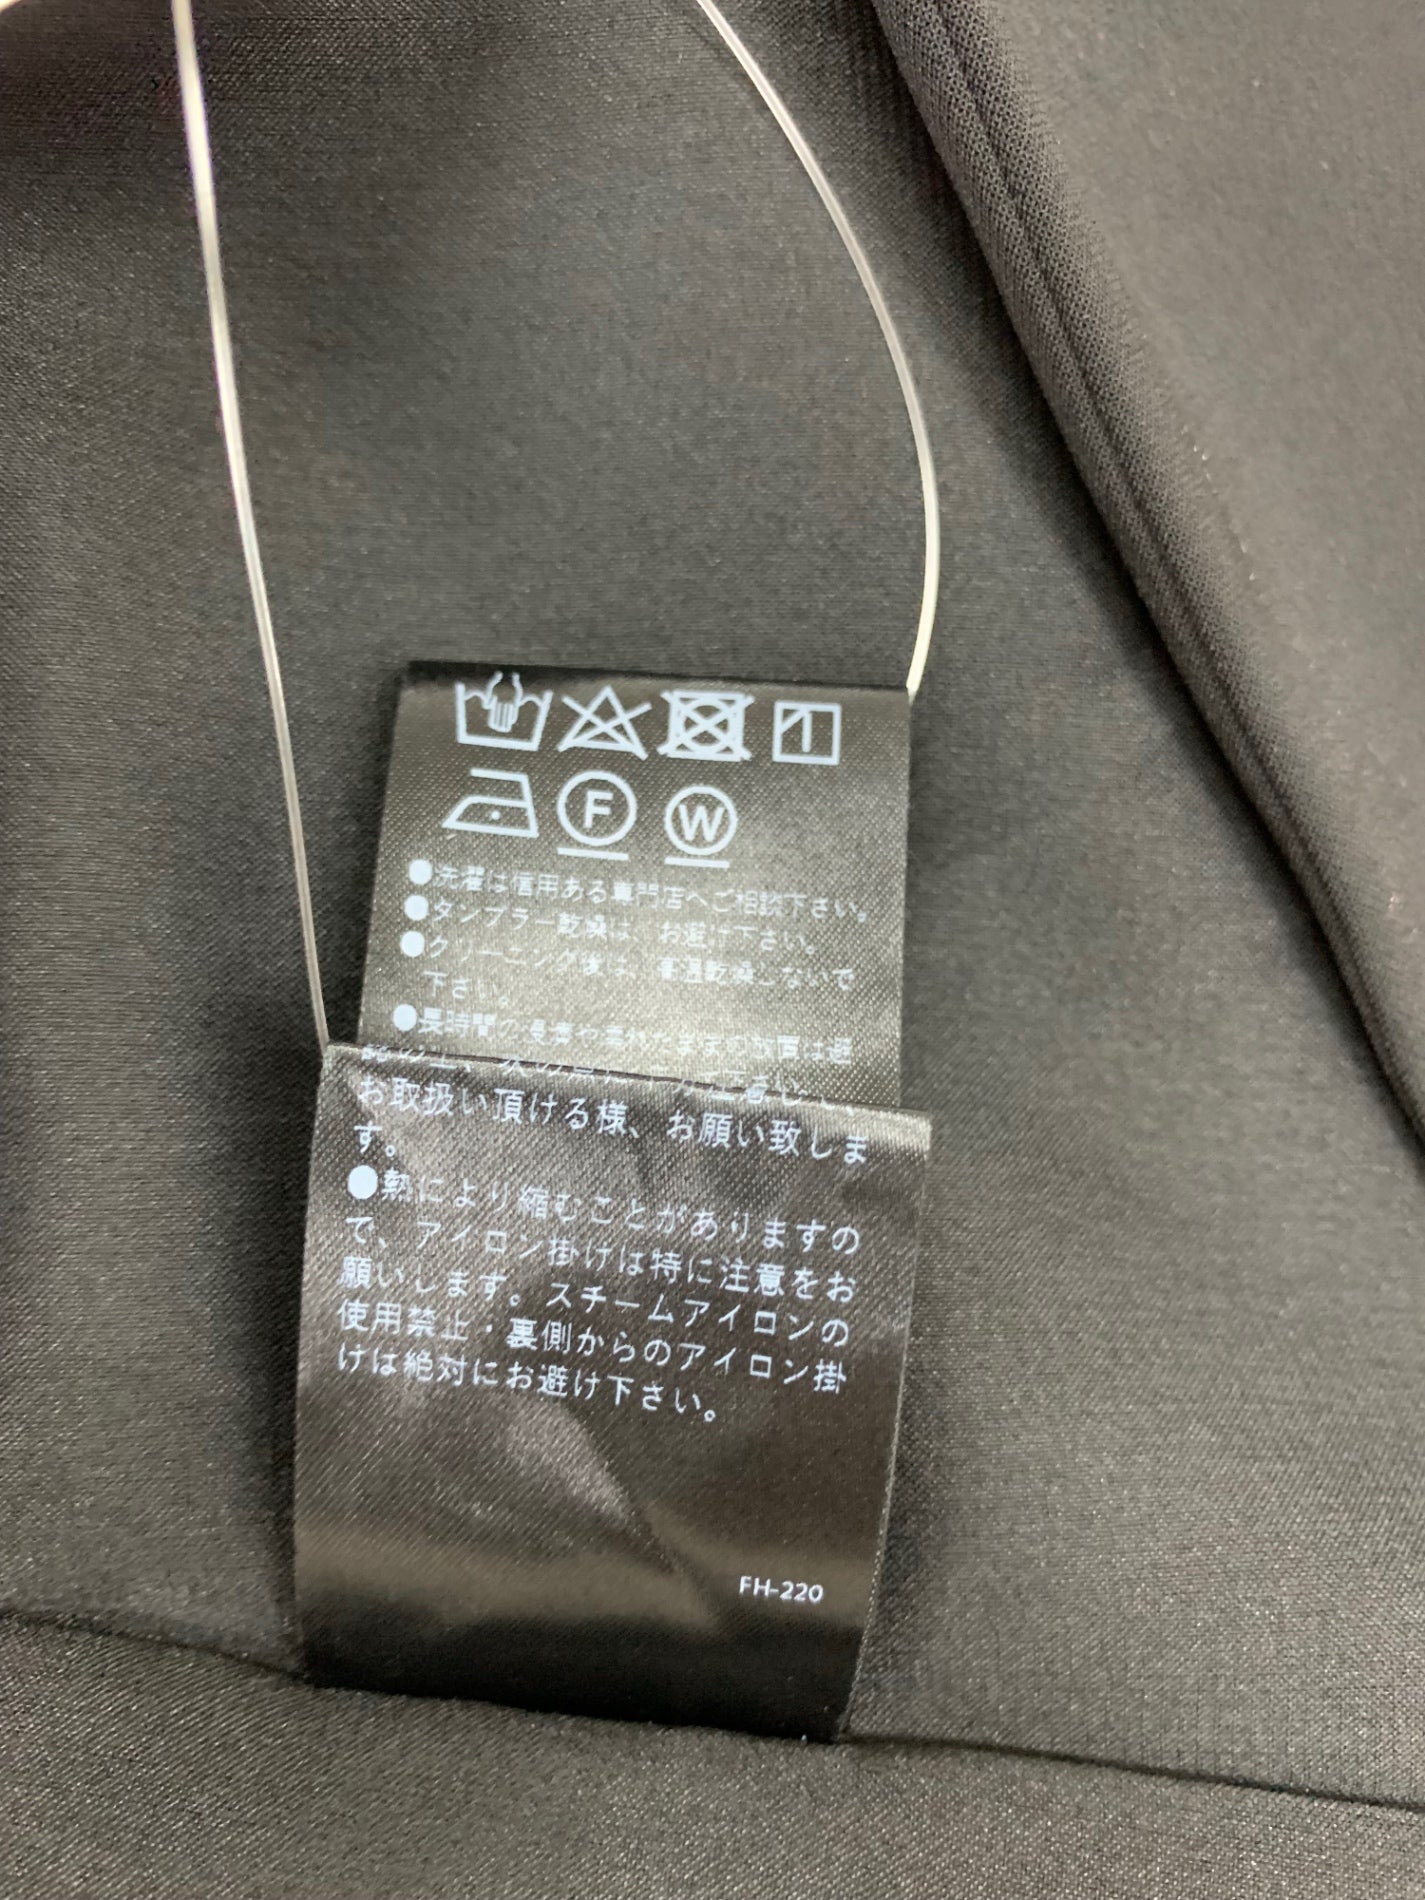 F W
●洗濯は信用ある専門店へご相談下さい。
●タンブラー乾燥は、お避け下さい。
●クリーニング後は、高温乾燥しないで
下さい。
●長時間の
お取扱い頂ける様、お願い致しま
す。
●熱により縮むことがありますの
で、アイロン掛けは特に注意をお
願いします。スチームアイロンの
使用禁止・裏側からのアイロン掛
けは絶対にお避け下さい。
FH-220